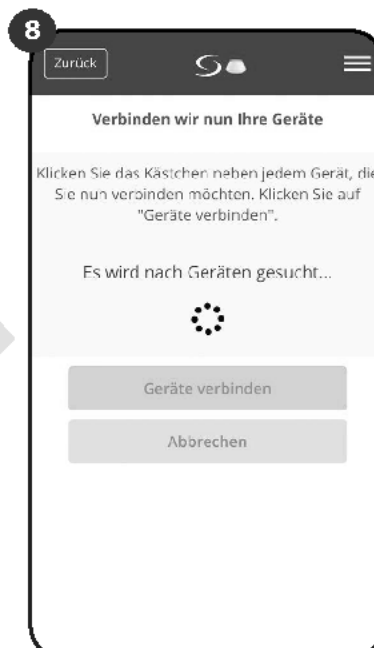 8
Zurück
Verbinden wir nun Ihre Geräte
Klicken Sie das Kästchen neben jedem Gerät, die
Sie nun verbinden möchten. Klicken Sie auf
"Geräte verbinden".
Es wird nach Geräten gesucht...
Geräte verbinden
Abbrechen